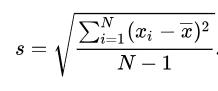 s = \sqrt{\frac{\sum_{i=1}^{N} (x_i - \overline{x})^2}{N - 1}}.